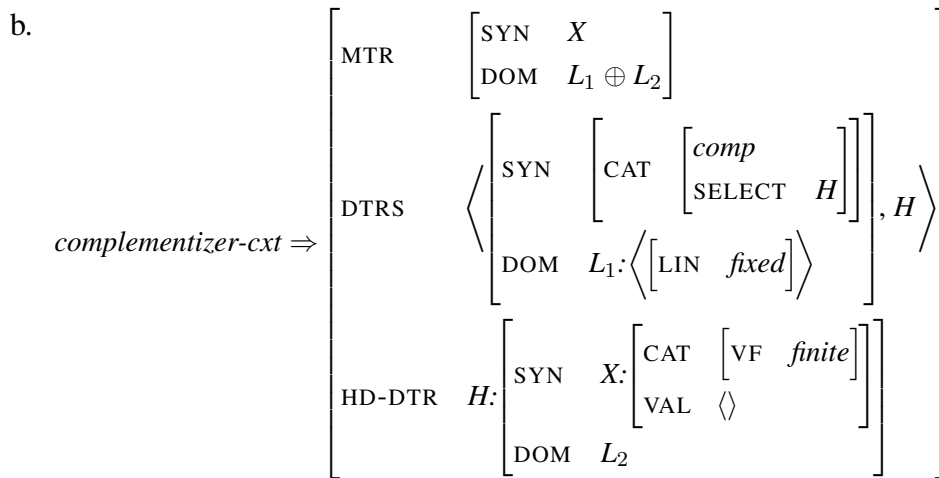 b.
complementizer-cxt ⇒
MTR [SYN X
DOM L₁ ⊕ L₂]
DTRS ⟨[SYN [CAT [comp
SELECT H]]
DOM L₁:⟨[LIN fixed]⟩], H⟩
HD-DTR H:[SYN X:[CAT [VF finite]
VAL ⟨⟩]
DOM L₂]